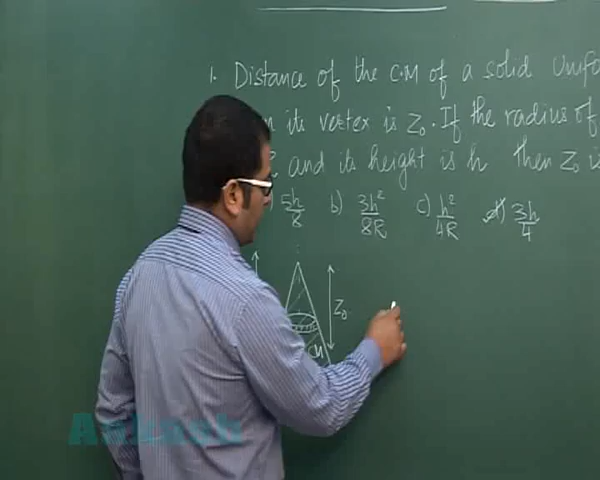 1. Distance of the C.M of a solid
its vertex is z₀. If the radius of
and its height is h then z₀ is
5h/8 b) 3h²/8R c) h²/4R d) 3h/4
z₀
CM
Aakash